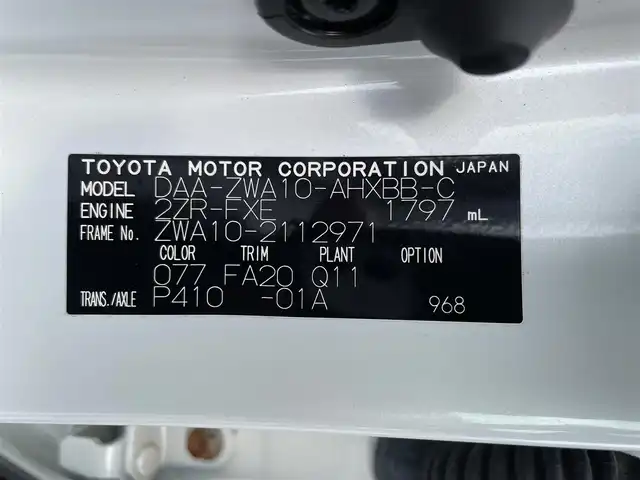 TOYOTA MOTOR CORPORATION JAPAN
MODEL DAA-ZWA10-AHXBB-C
ENGINE 2ZR-FXE 1797 mL
FRAME No. ZWA10-2112971
COLOR TRIM PLANT OPTION
077 FA20 Q11
TRANS./AXLE P410 -01A 968